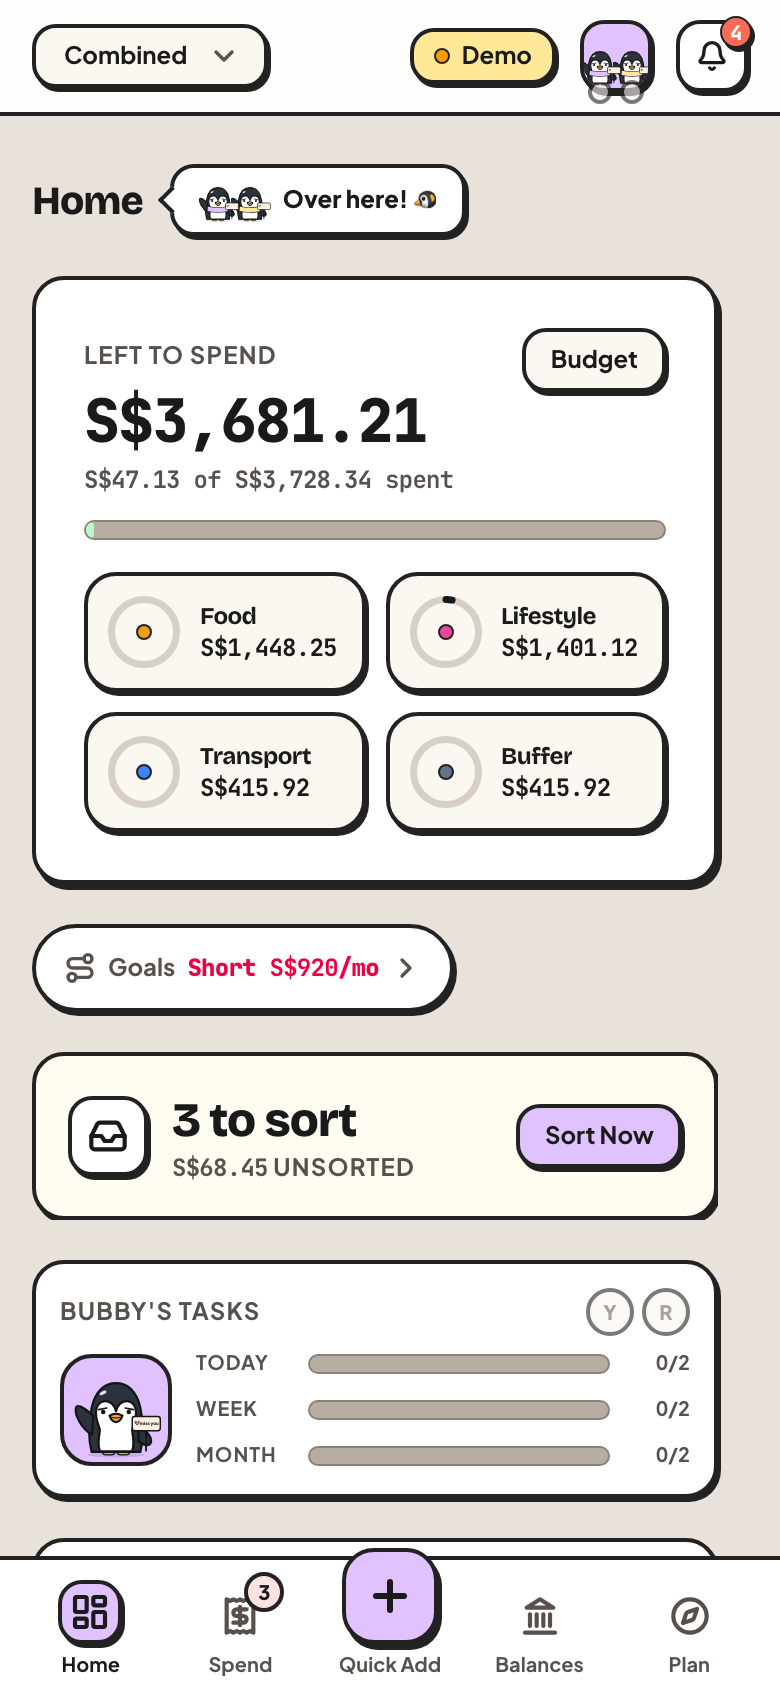 Combined
Demo
4
Home
Over here! 🐧
LEFT TO SPEND
Budget
S$3,681.21
S$47.13 of S$3,728.34 spent
Food
S$1,448.25
Lifestyle
S$1,401.12
Transport
S$415.92
Buffer
S$415.92
Goals Short S$920/mo
3 to sort
S$68.45 UNSORTED
Sort Now
BUBBY'S TASKS
Y R
TODAY 0/2
WEEK 0/2
miss you
MONTH 0/2
3
Home
Spend
Quick Add
Balances
Plan